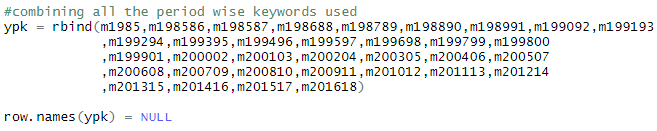 #combining all the period wise keywords used
ypk = rbind(m1985,m198586,m198587,m198688,m198789,m198890,m198991,m199092,m199193
,m199294,m199395,m199496,m199597,m199698,m199799,m199800
,m199901,m200002,m200103,m200204,m200305,m200406,m200507
,m200608,m200709,m200810,m200911,m201012,m201113,m201214
,m201315,m201416,m201517,m201618)
row.names(ypk) = NULL